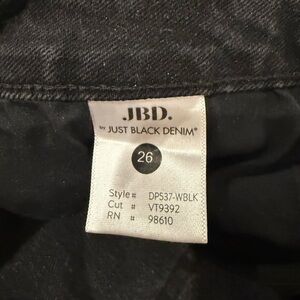 JBD.
BY JUST BLACK DENIM®
26
Style # DP537-WBLK
Cut # VT9392
RN # 98610